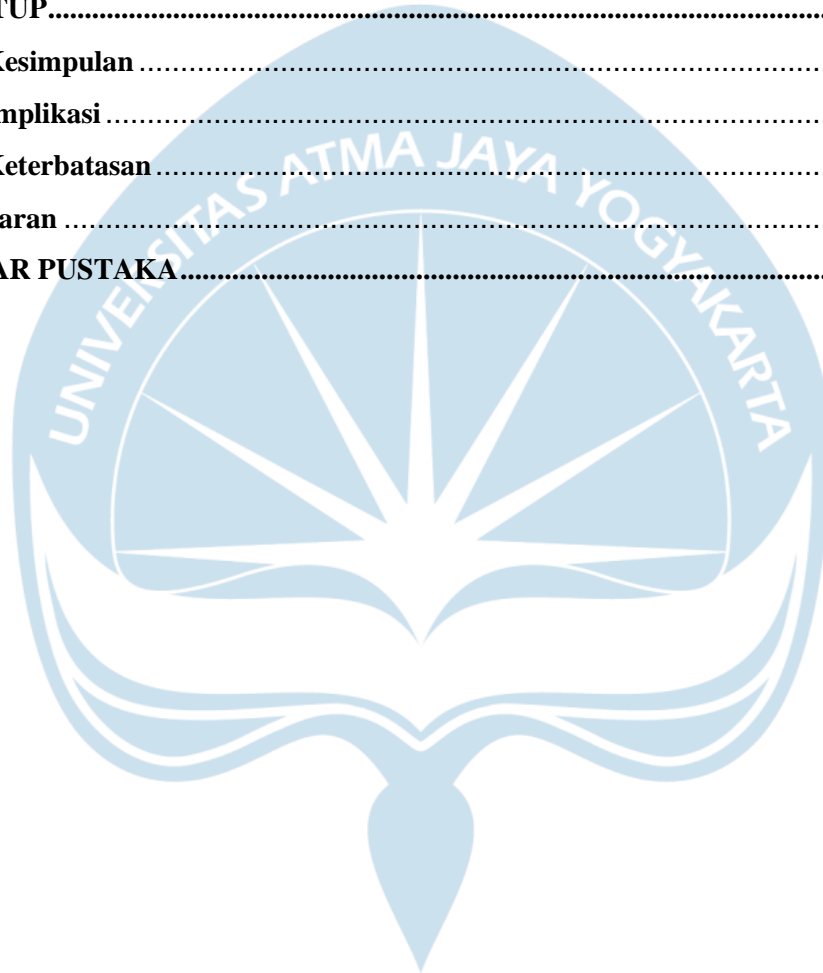 TUP........................................................................
Kesimpulan........................................................................
mplikasi........................................................................
Keterbatasan........................................................................
aran........................................................................
AR PUSTAKA........................................................................
UNIVERSITAS ATMA JAYA YOGYAKARTA